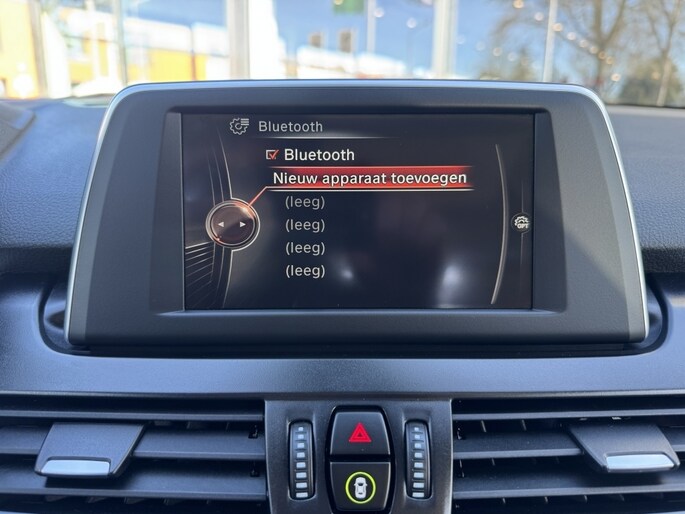 Bluetooth
Bluetooth
Nieuw apparaat toevoegen
(leeg)
(leeg)
(leeg)
(leeg)
OPT